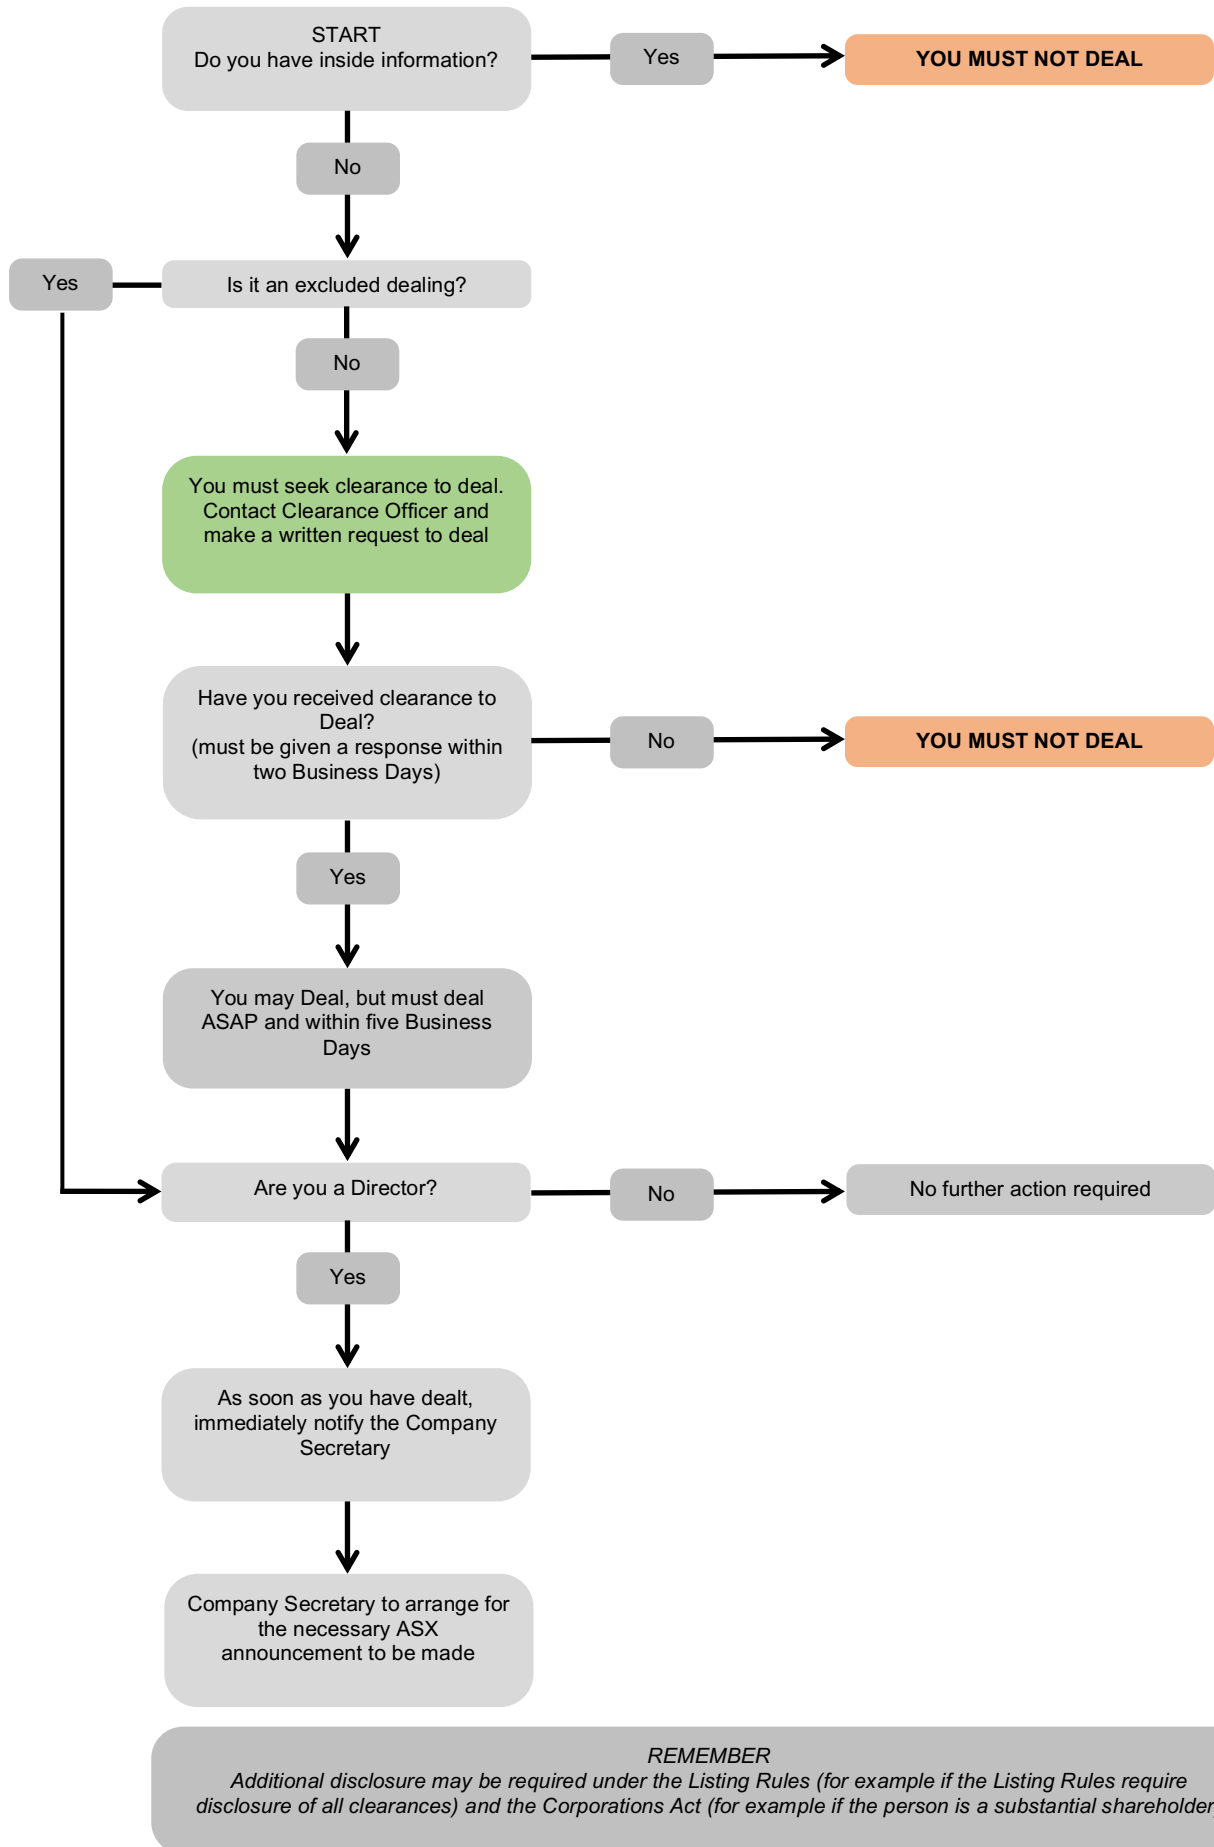 START
Do you have inside information?
Yes
YOU MUST NOT DEAL
No
Yes
Is it an excluded dealing?
No
You must seek clearance to deal.
Contact Clearance Officer and
make a written request to deal
Have you received clearance to
Deal?
(must be given a response within
two Business Days)
No
YOU MUST NOT DEAL
Yes
You may Deal, but must deal
ASAP and within five Business
Days
Are you a Director?
No
No further action required
Yes
As soon as you have dealt,
immediately notify the Company
Secretary
Company Secretary to arrange for
the necessary ASX
announcement to be made
REMEMBER
Additional disclosure may be required under the Listing Rules (for example if the Listing Rules require
disclosure of all clearances) and the Corporations Act (for example if the person is a substantial shareholder